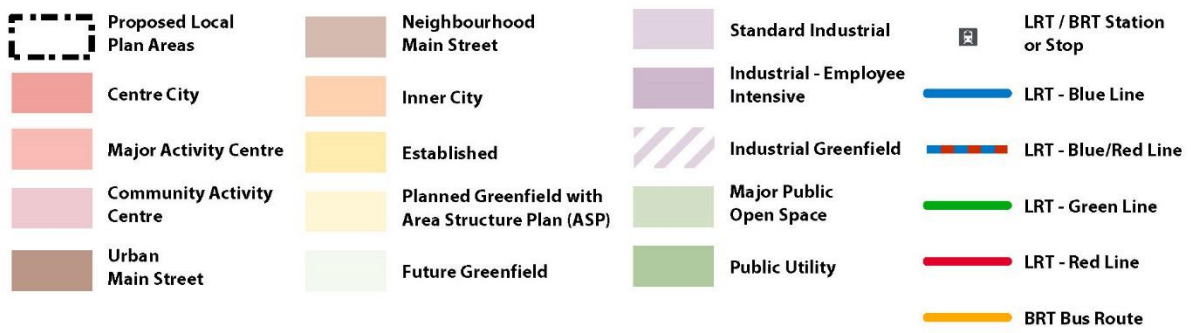 Proposed Local
Plan Areas
Centre City
Major Activity Centre
Community Activity
Centre
Urban
Main Street
Neighbourhood
Main Street
Inner City
Established
Planned Greenfield with
Area Structure Plan (ASP)
Future Greenfield
Standard Industrial
Industrial - Employee
Intensive
Industrial Greenfield
Major Public
Open Space
Public Utility
LRT / BRT Station
or Stop
LRT - Blue Line
LRT - Blue/Red Line
LRT - Green Line
LRT - Red Line
BRT Bus Route